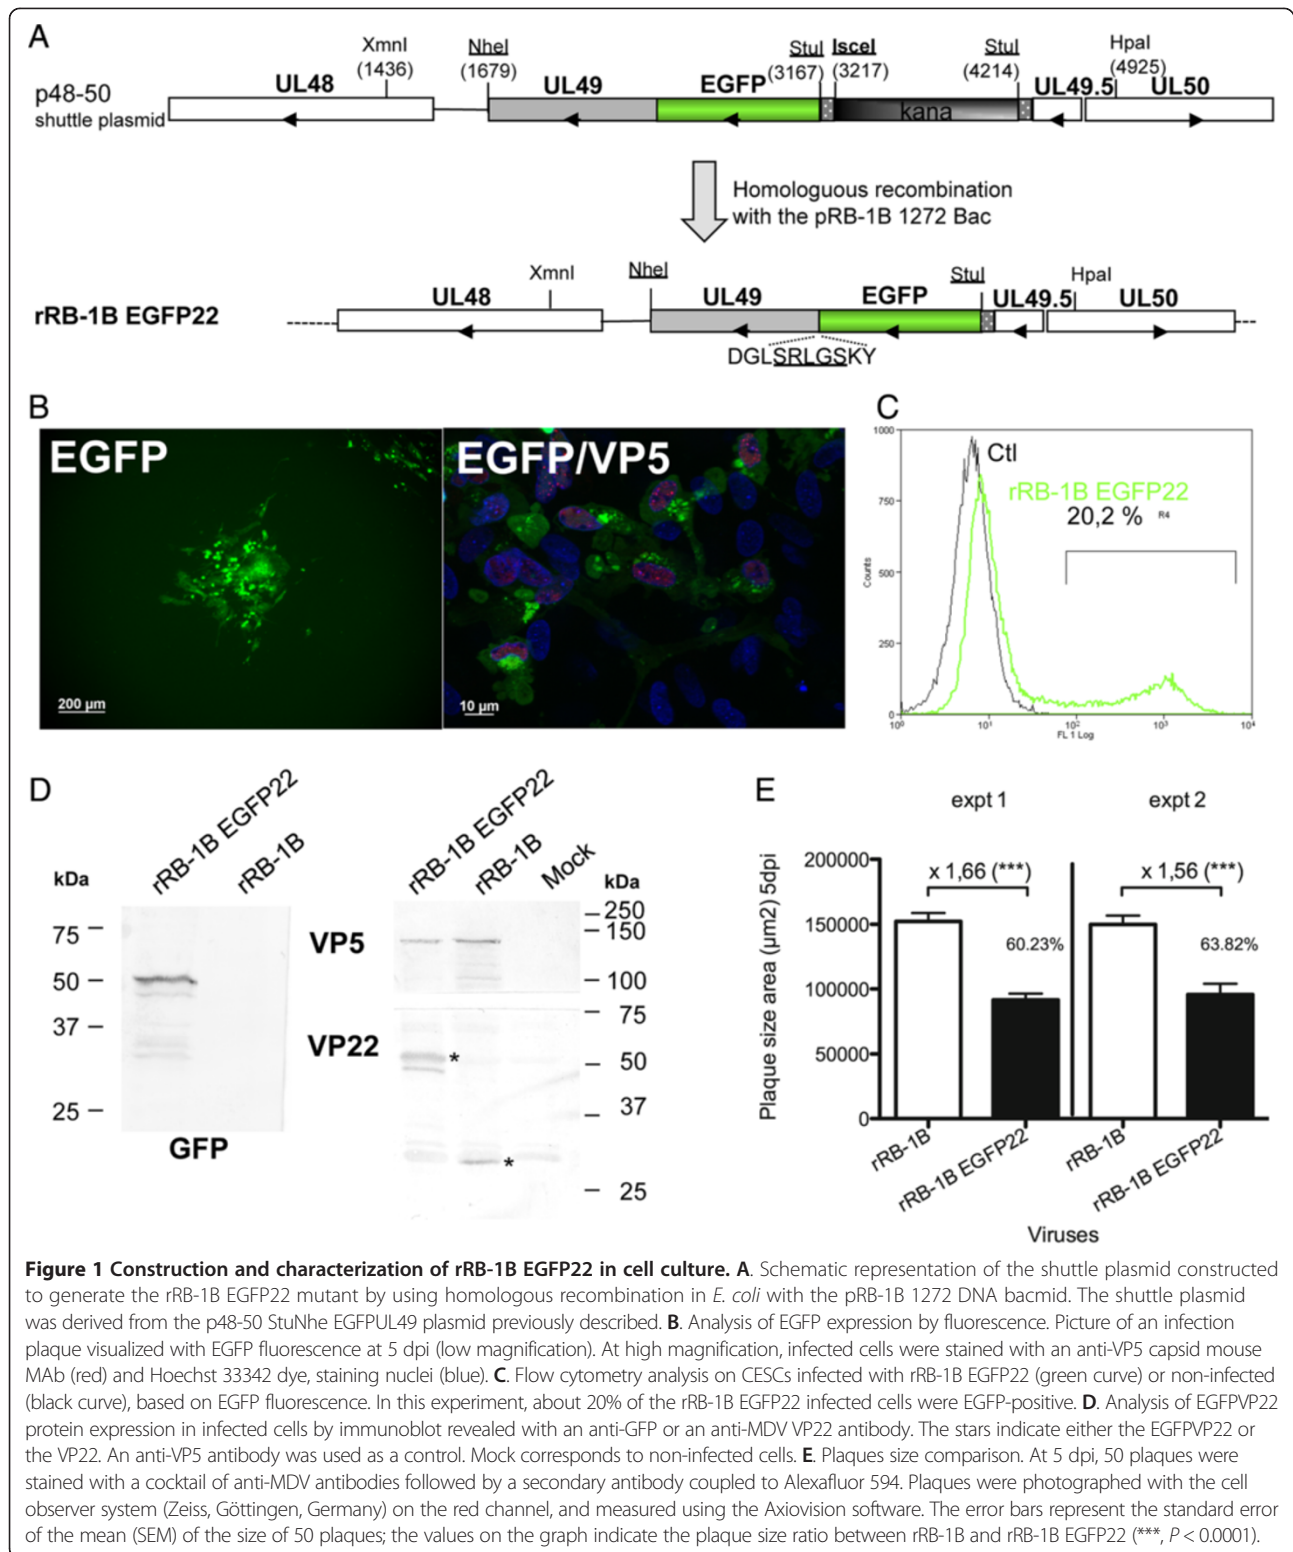 A
XmnI
(1436)
NheI
(1679)
StuI
(3167)
IsceI
(3217)
StuI
(4214)
HpaI
(4925)
p48-50
shuttle plasmid
UL48
UL49
EGFP
kana
UL49.5
UL50
Homologuous recombination
with the pRB-1B 1272 Bac
rRB-1B EGFP22
XmnI
NheI
StuI
HpaI
UL48
UL49
EGFP
UL49.5
UL50
DGLSRLGSKY
B
EGFP
200 µm
EGFP/VP5
10 µm
C
1000
750
500
250
0
Counts
Ctl
rRB-1B EGFP22
20,2 %
R4
10⁰
10¹
10²
10³
10⁴
FL 1 Log
D
rRB-1B EGFP22
rRB-1B
kDa
75
50
37
25
GFP
rRB-1B EGFP22
rRB-1B
Mock
kDa
VP5
250
150
100
VP22
75
50
37
25
*
*
E
expt 1
expt 2
Plaque size area (µm2) 5dpi
200000
150000
100000
50000
0
x 1,66 (***)
60.23%
x 1,56 (***)
63.82%
rRB-1B
rRB-1B EGFP22
rRB-1B
rRB-1B EGFP22
Viruses
Figure 1 Construction and characterization of rRB-1B EGFP22 in cell culture. A. Schematic representation of the shuttle plasmid constructed
to generate the rRB-1B EGFP22 mutant by using homologous recombination in E. coli with the pRB-1B 1272 DNA bacmid. The shuttle plasmid
was derived from the p48-50 StuNhe EGFPUL49 plasmid previously described. B. Analysis of EGFP expression by fluorescence. Picture of an infection
plaque visualized with EGFP fluorescence at 5 dpi (low magnification). At high magnification, infected cells were stained with an anti-VP5 capsid mouse
MAb (red) and Hoechst 33342 dye, staining nuclei (blue). C. Flow cytometry analysis on CESCs infected with rRB-1B EGFP22 (green curve) or non-infected
(black curve), based on EGFP fluorescence. In this experiment, about 20% of the rRB-1B EGFP22 infected cells were EGFP-positive. D. Analysis of EGFPVP22
protein expression in infected cells by immunoblot revealed with an anti-GFP or an anti-MDV VP22 antibody. The stars indicate either the EGFPVP22 or
the VP22. An anti-VP5 antibody was used as a control. Mock corresponds to non-infected cells. E. Plaques size comparison. At 5 dpi, 50 plaques were
stained with a cocktail of anti-MDV antibodies followed by a secondary antibody coupled to Alexafluor 594. Plaques were photographed with the cell
observer system (Zeiss, Göttingen, Germany) on the red channel, and measured using the Axiovision software. The error bars represent the standard error
of the mean (SEM) of the size of 50 plaques; the values on the graph indicate the plaque size ratio between rRB-1B and rRB-1B EGFP22 (***, P < 0.0001).